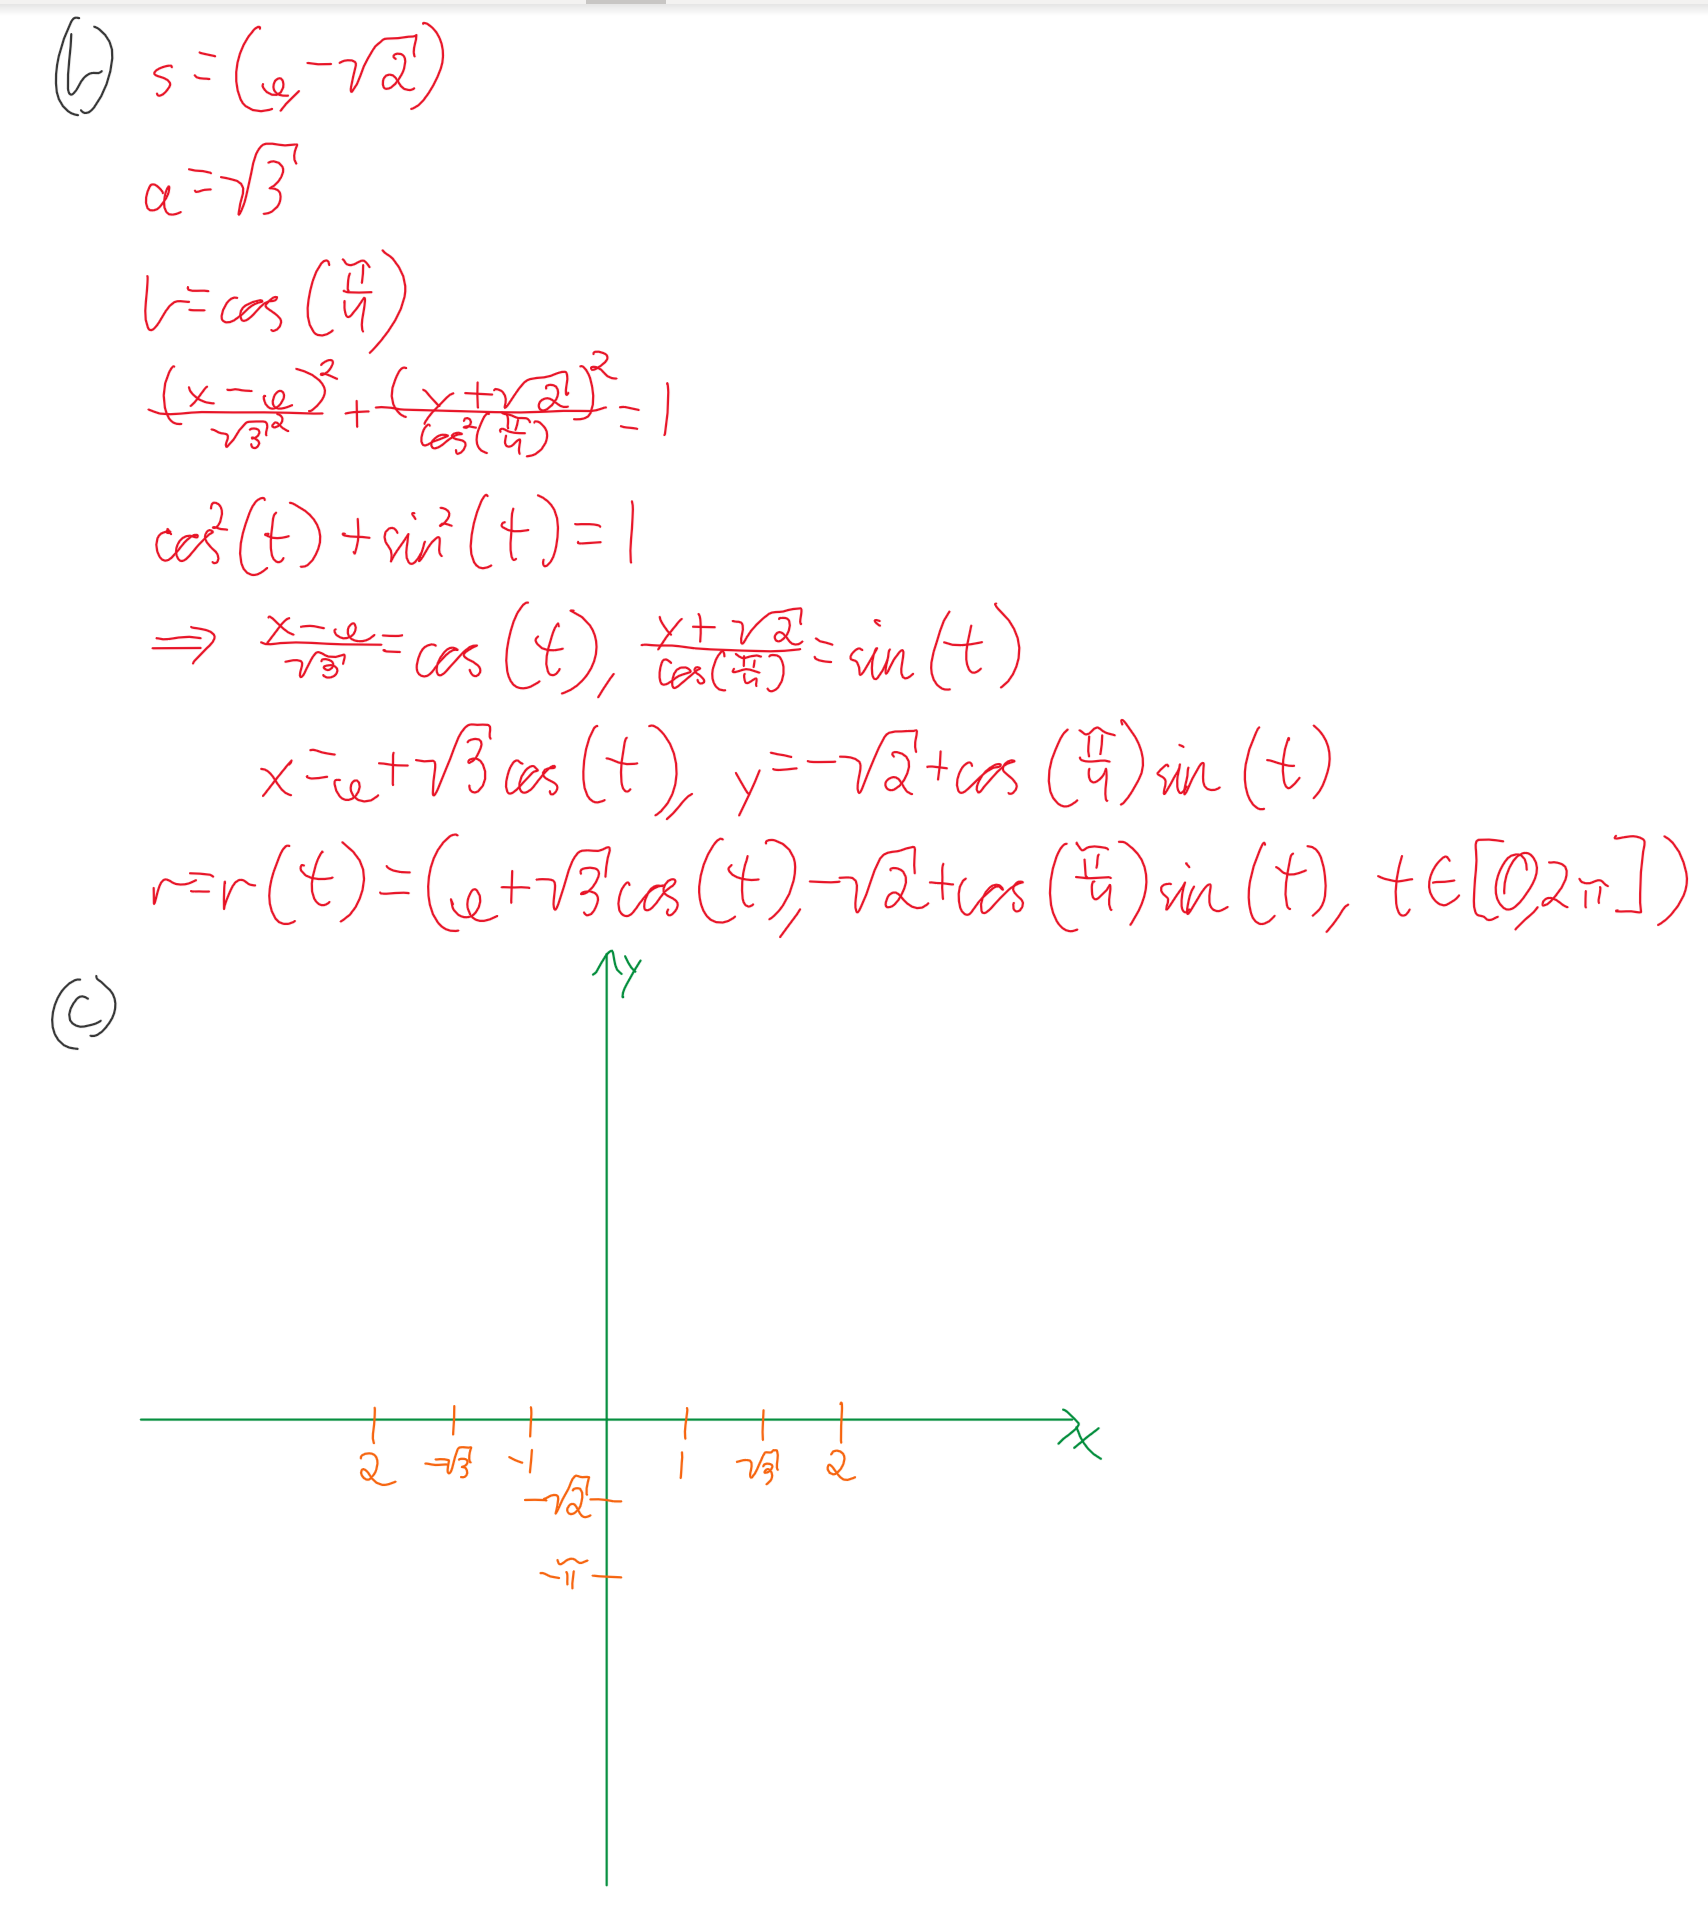 (b) s = (e, -√2)
a = √3
b = cos(π/4)
(x-e)²/√3² + (y+√2)²/cos²(π/4) = 1
cos²(t) + sin²(t) = 1
⇒ (x-e)/√3 = cos(t), (y+√2)/cos(π/4) = sin(t)
x = e + √3 cos(t), y = -√2 + cos(π/4) sin(t)
r = r(t) = (e + √3 cos(t), -√2 + cos(π/4) sin(t), t ∈ [0, 2π])
(c)
y
x
2 -√3 -1 1 √3 2
-√2
-π